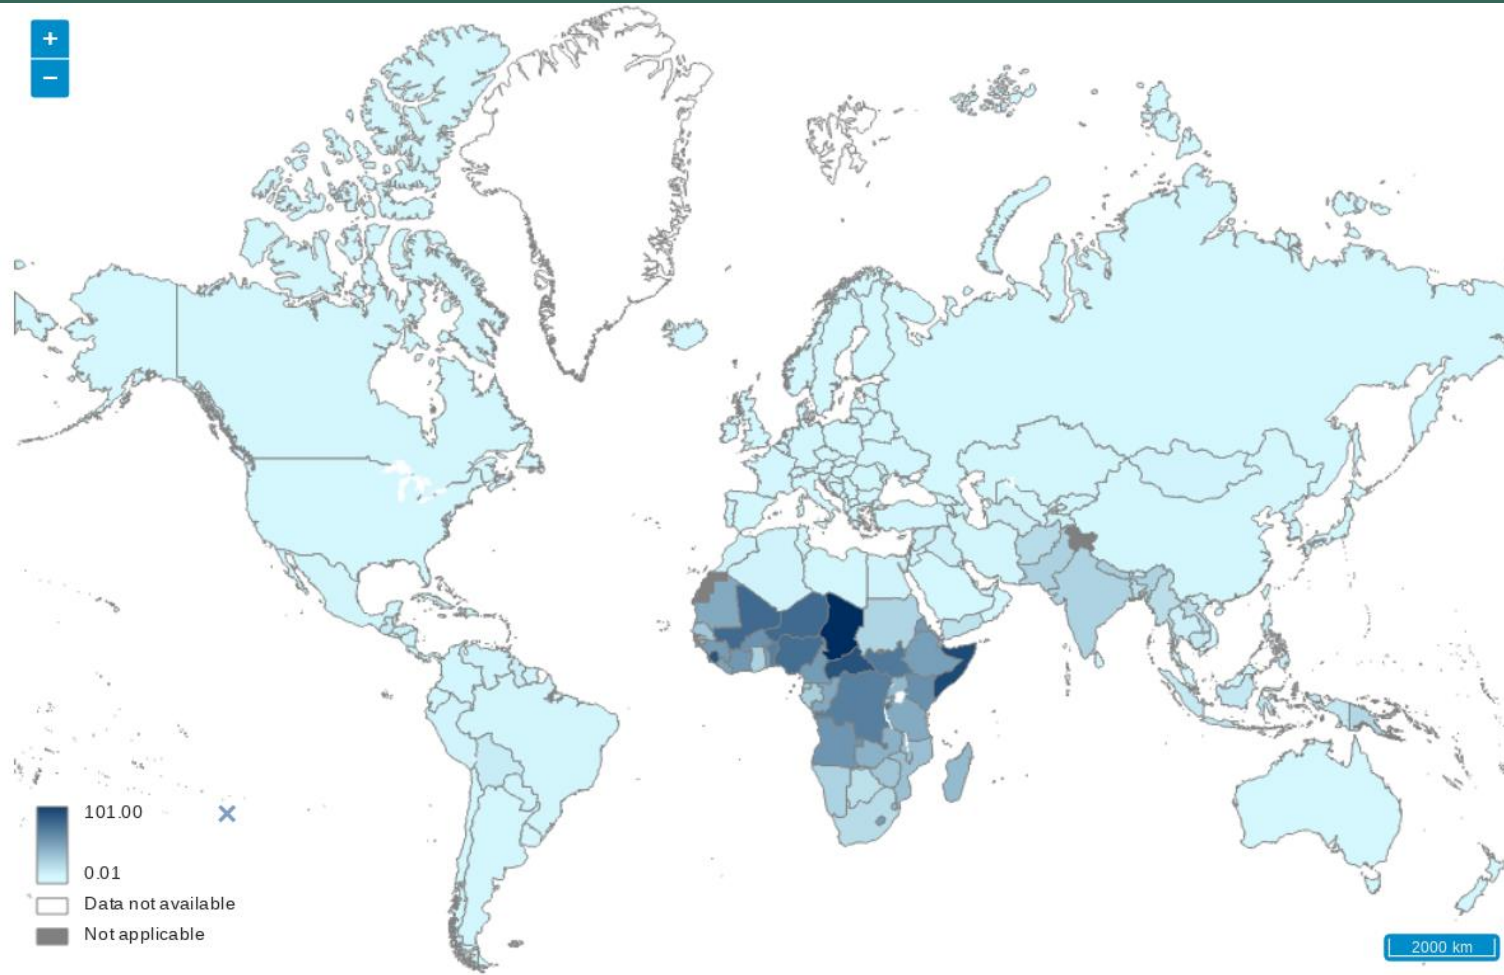 +
−
101.00
0.01
Data not available
Not applicable
2000 km